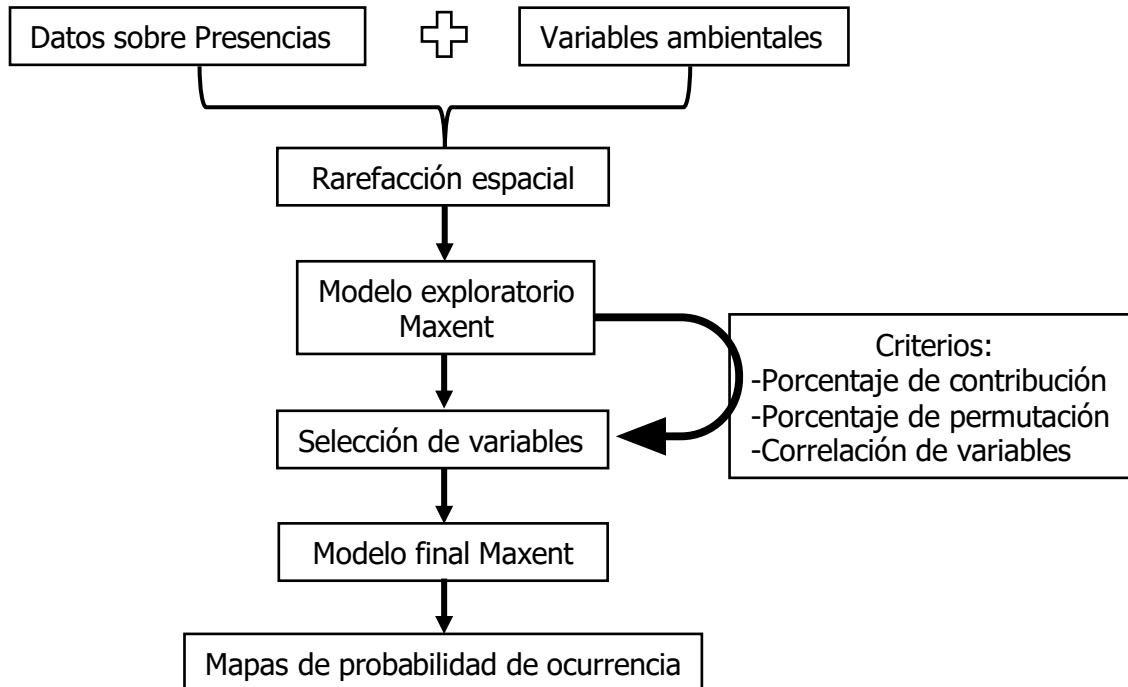 Datos sobre Presencias
Variables ambientales
Rarefacción espacial
Modelo exploratorio
Maxent
Criterios:
-Porcentaje de contribución
-Porcentaje de permutación
-Correlación de variables
Selección de variables
Modelo final Maxent
Mapas de probabilidad de ocurrencia